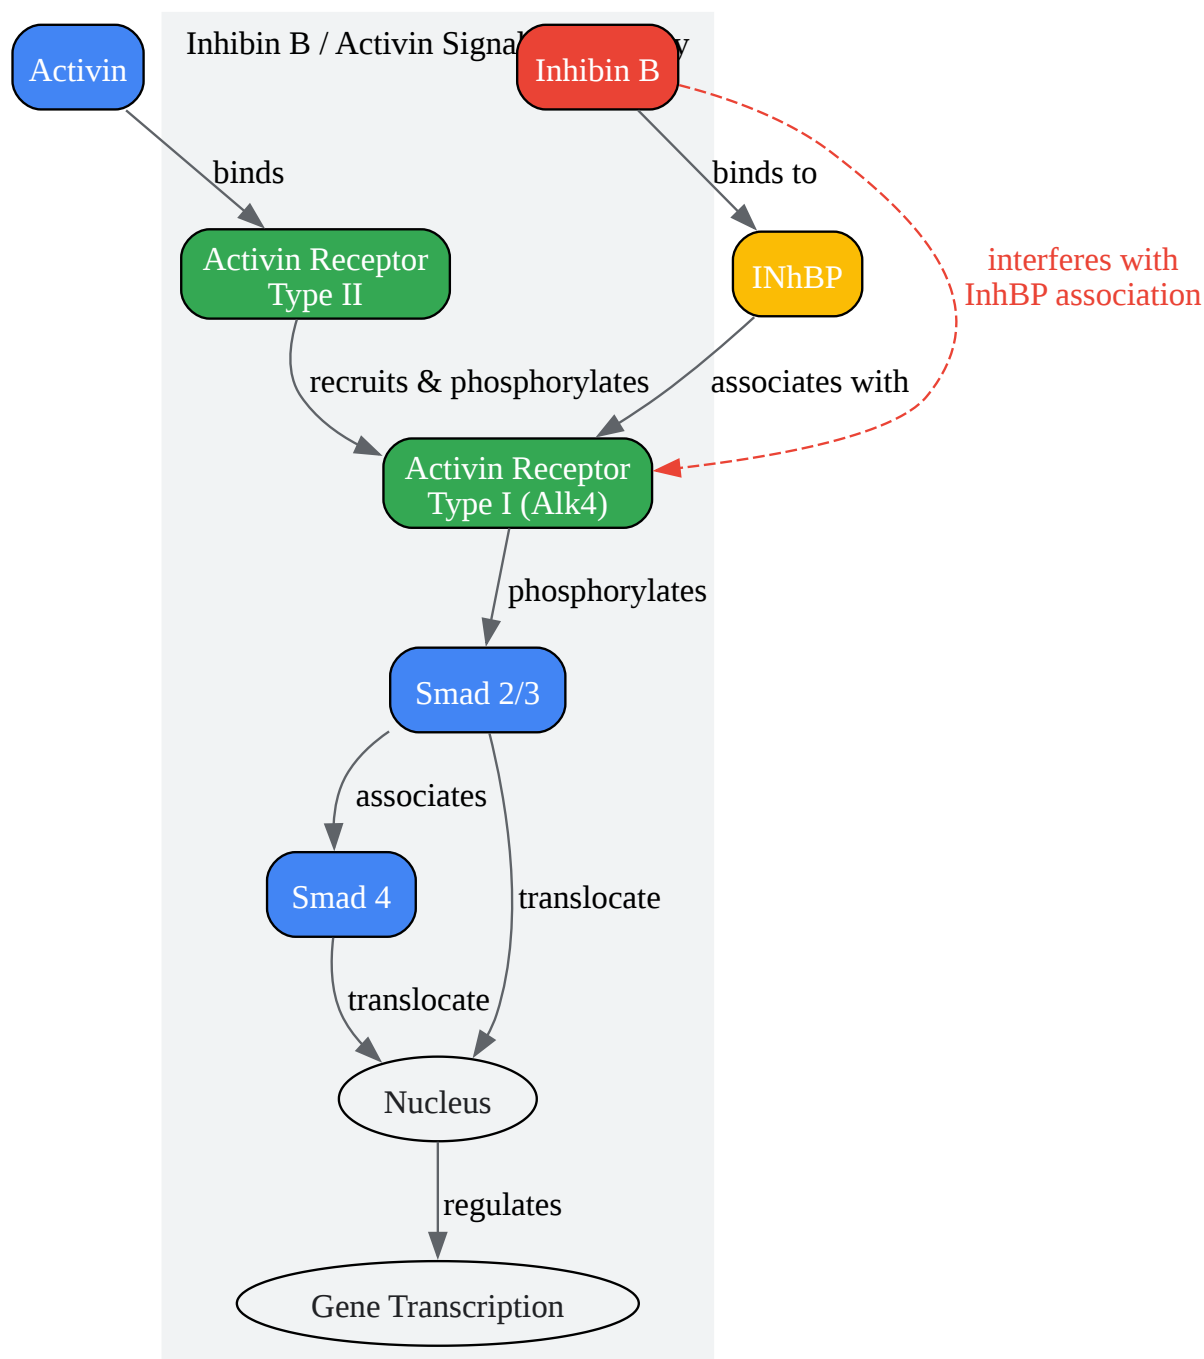 Inhibin B / Activin Signal
y
Activin
Inhibin B
binds
binds to
Activin Receptor
Type II
INhBP
interferes with
InhBP association
recruits & phosphorylates
associates with
Activin Receptor
Type I (Alk4)
phosphorylates
Smad 2/3
associates
Smad 4
translocate
translocate
Nucleus
regulates
Gene Transcription